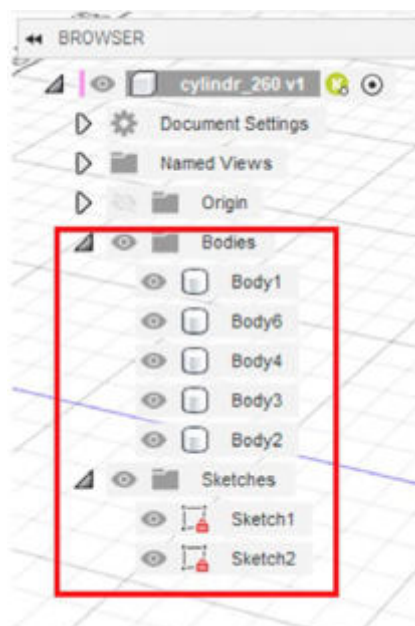 BROWSER
cylindr_260 v1
Document Settings
Named Views
Origin
Bodies
Body1
Body6
Body4
Body3
Body2
Sketches
Sketch1
Sketch2